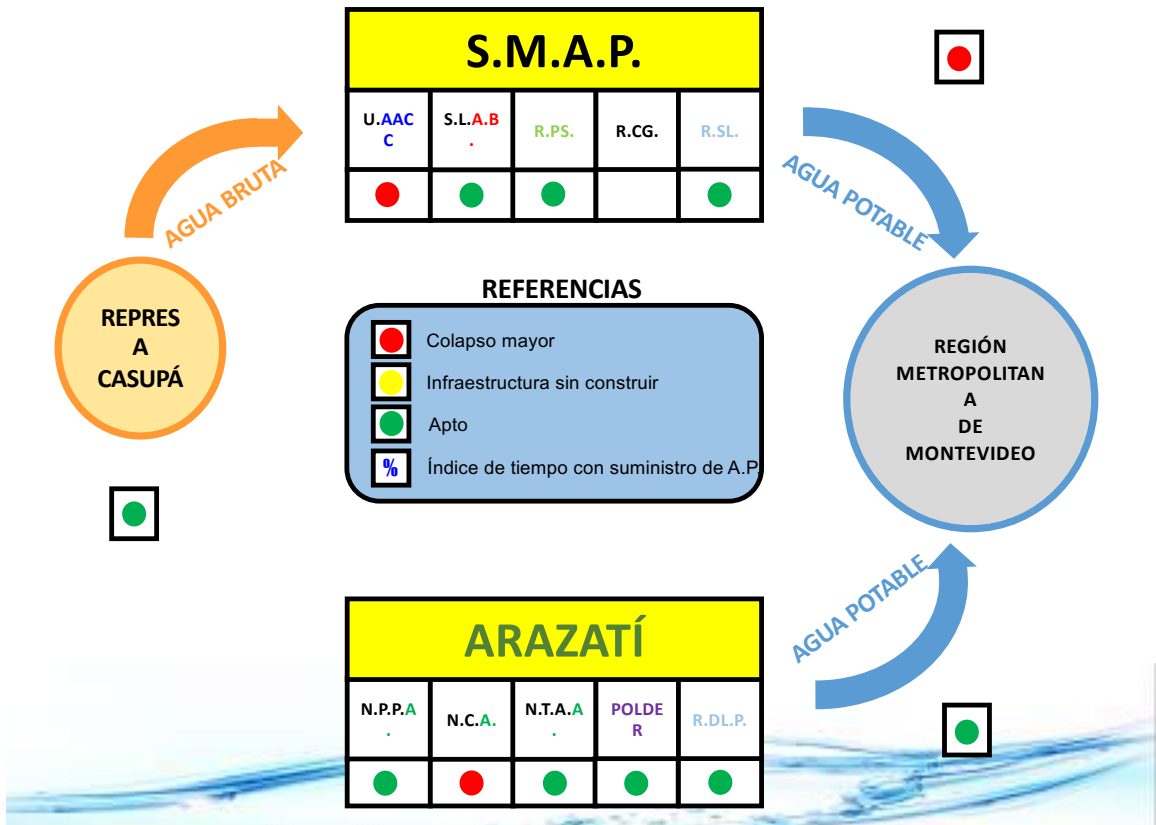 S.M.A.P.
U.AAC
C
S.L.A.B
.
R.PS.
R.CG.
R.SL.
AGUA BRUTA
AGUA POTABLE
REPRES
A
CASUPÁ
REFERENCIAS
Colapso mayor
Infraestructura sin construir
Apto
% Índice de tiempo con suministro de A.P.
REGIÓN
METROPOLITAN
A
DE
MONTEVIDEO
AGUA POTABLE
ARAZATÍ
N.P.P.A
.
N.C.A.
N.T.A.A
.
POLDE
R
R.DL.P.